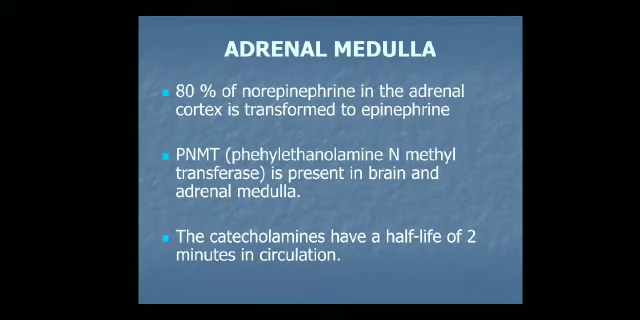 ADRENAL MEDULLA
80 % of norepinephrine in the adrenal
cortex is transformed to epinephrine
PNMT (phehylethanolamine N methyl
transferase) is present in brain and
adrenal medulla.
The catecholamines have a half-life of 2
minutes in circulation.